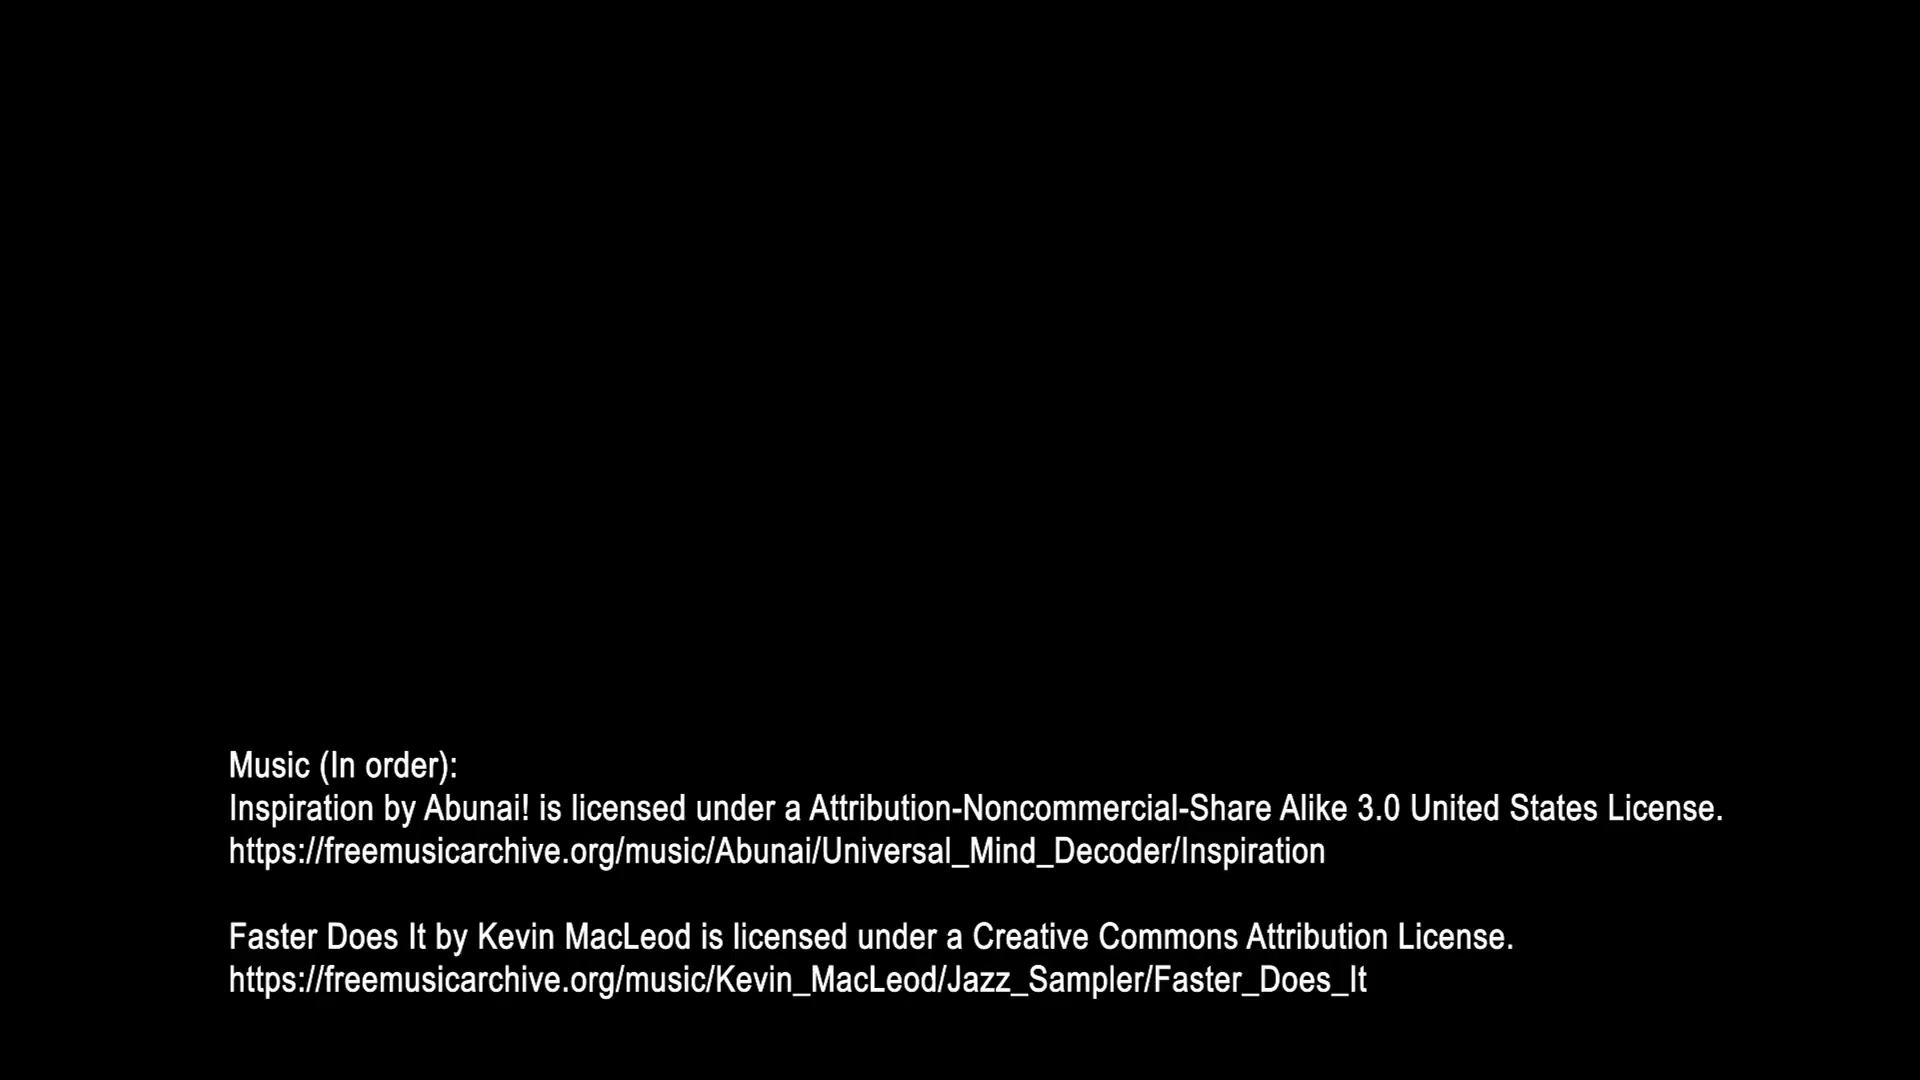 Music (In order):
Inspiration by Abunai! is licensed under a Attribution-Noncommercial-Share Alike 3.0 United States License.
https://freemusicarchive.org/music/Abunai/Universal_Mind_Decoder/Inspiration
Faster Does It by Kevin MacLeod is licensed under a Creative Commons Attribution License.
https://freemusicarchive.org/music/Kevin_MacLeod/Jazz_Sampler/Faster_Does_It